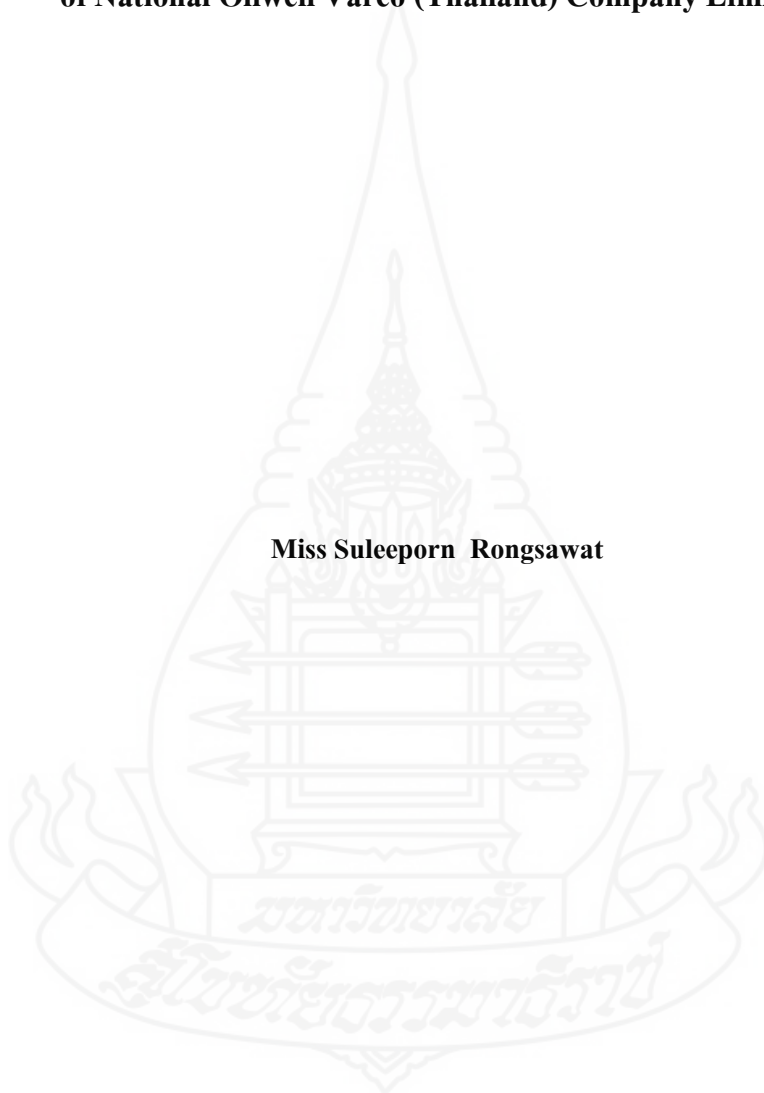 of National Oilwell Varco (Thailand) Company
Miss Suleeporn Rongsawat
มหาวิทยาลัย
สุโขทัยธรรมาธิราช